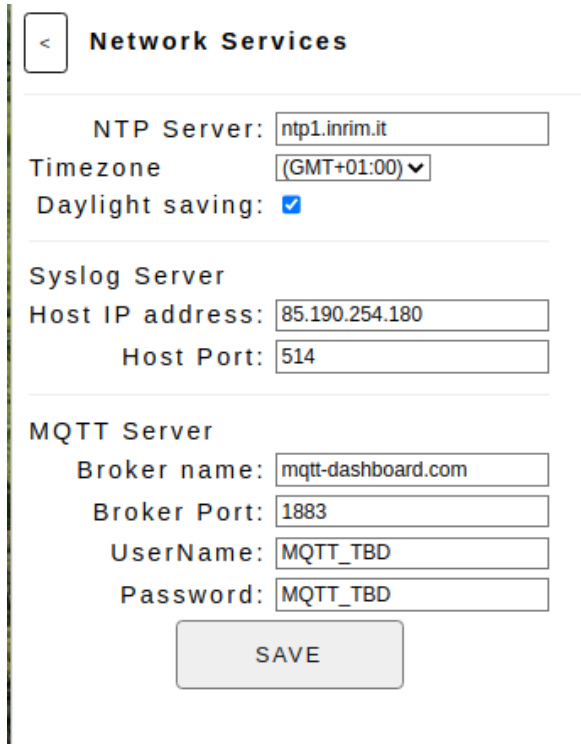 < Network Services
NTP Server: ntp1.inrim.it
Timezone (GMT+01:00)
Daylight saving:
Syslog Server
Host IP address: 85.190.254.180
Host Port: 514
MQTT Server
Broker name: mqtt-dashboard.com
Broker Port: 1883
UserName: MQTT_TBD
Password: MQTT_TBD
SAVE